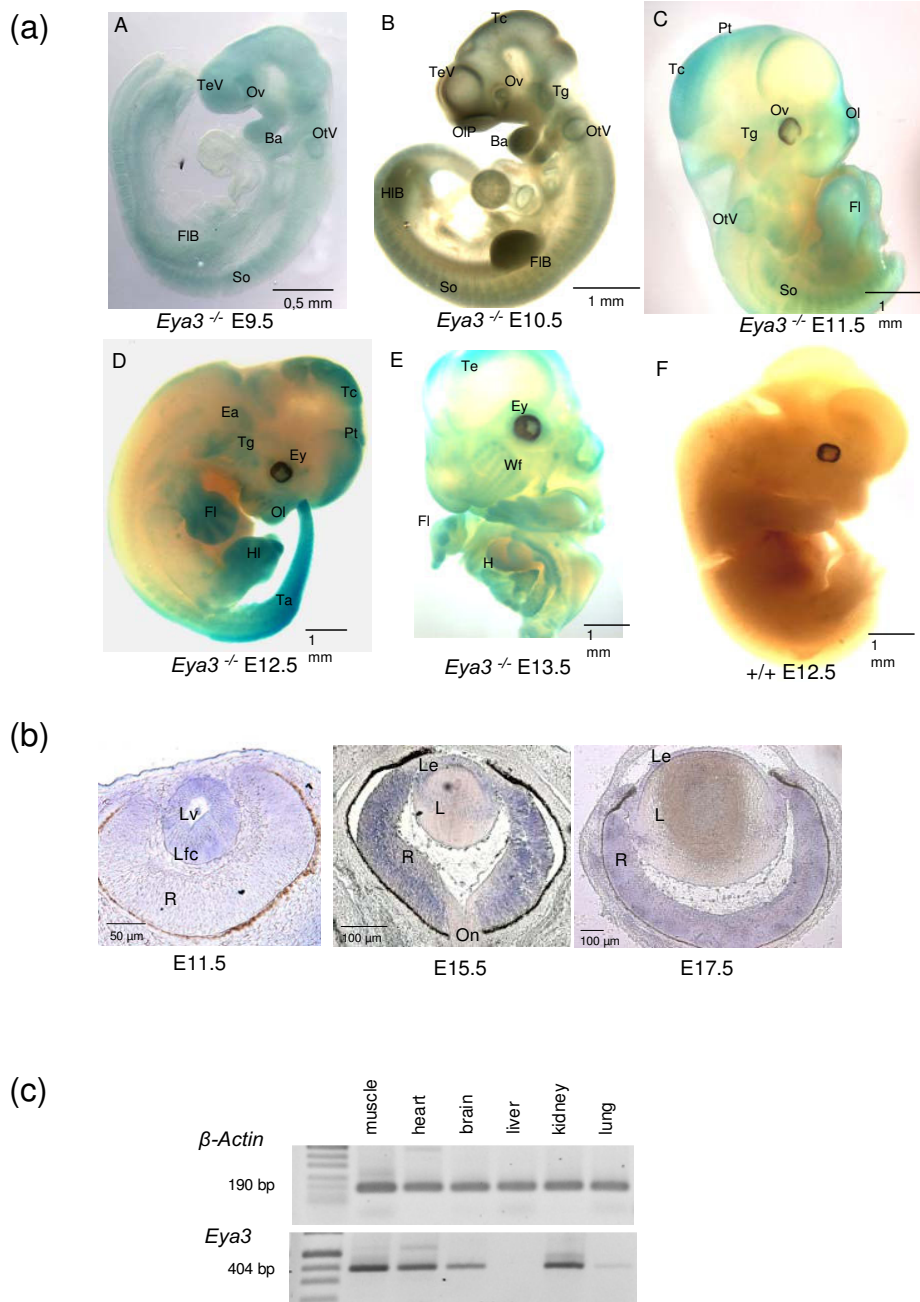 (a)
A
TeV
Ov
Ba
OtV
FlB
So
0,5 mm
Eya3 -/- E9.5
B
Tc
TeV
Ov
Tg
OlP
Ba
OtV
HlB
FlB
So
1 mm
Eya3 -/- E10.5
C
Pt
Tc
Ov
Ol
Tg
Fl
OtV
So
1
mm
Eya3 -/- E11.5
D
Tc
Ea
Pt
Tg
Ey
Fl
Ol
Hl
Ta
1
mm
Eya3 -/- E12.5
E
Te
Ey
Wf
Fl
H
1
mm
Eya3 -/- E13.5
F
1
mm
+/+ E12.5
(b)
Lv
Lfc
R
50 µm
E11.5
Le
L
R
100 µm
On
E15.5
Le
L
R
100 µm
E17.5
(c)
muscle
heart
brain
liver
kidney
lung
β-Actin
190 bp
Eya3
404 bp